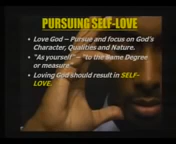 PURSUING SELF-LOVE
• Love God – Pursue and focus on God's
Character, Qualities and Nature.
• "As yourself" – "to the Same Degree
or measure"
• Loving God should result in SELF-
LOVE.